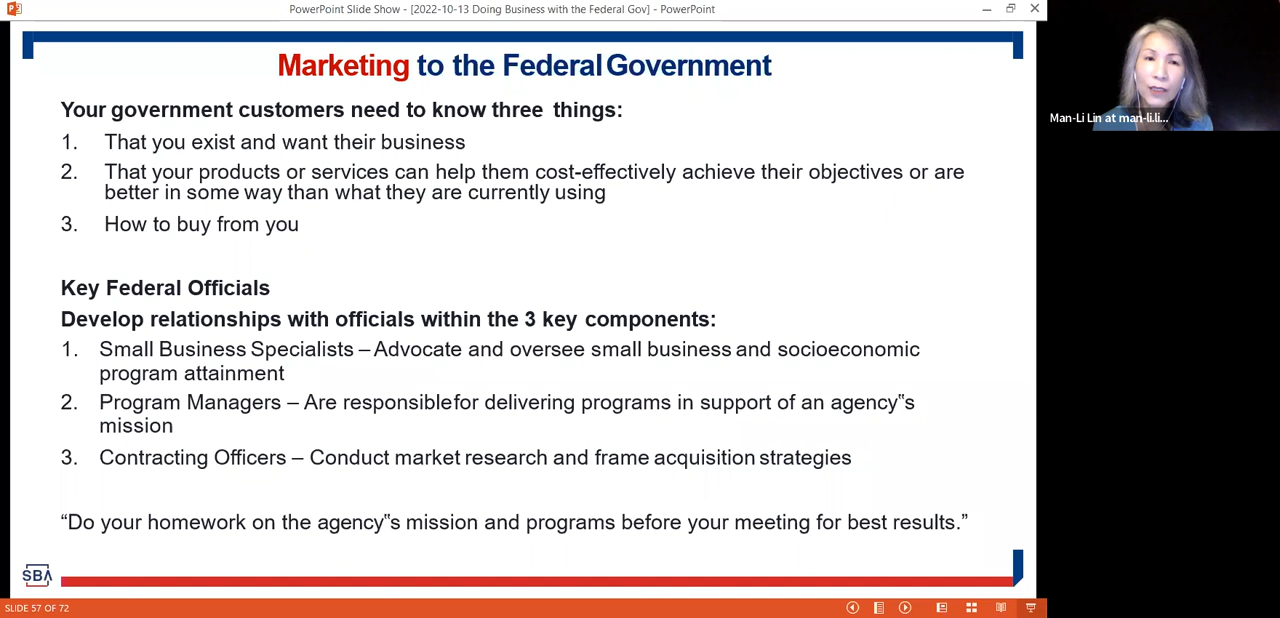 PowerPoint Slide Show - [2022-10-13 Doing Business with the Federal Gov] - PowerPoint
Marketing to the Federal Government
Your government customers need to know three things:
1. That you exist and want their business
2. That your products or services can help them cost-effectively achieve their objectives or are
better in some way than what they are currently using
3. How to buy from you
Key Federal Officials
Develop relationships with officials within the 3 key components:
1. Small Business Specialists – Advocate and oversee small business and socioeconomic
program attainment
2. Program Managers – Are responsible for delivering programs in support of an agency‟s
mission
3. Contracting Officers – Conduct market research and frame acquisition strategies
“Do your homework on the agency‟s mission and programs before your meeting for best results.”
SBA
SLIDE 57 OF 72
Man-Li Lin at man-li.li...